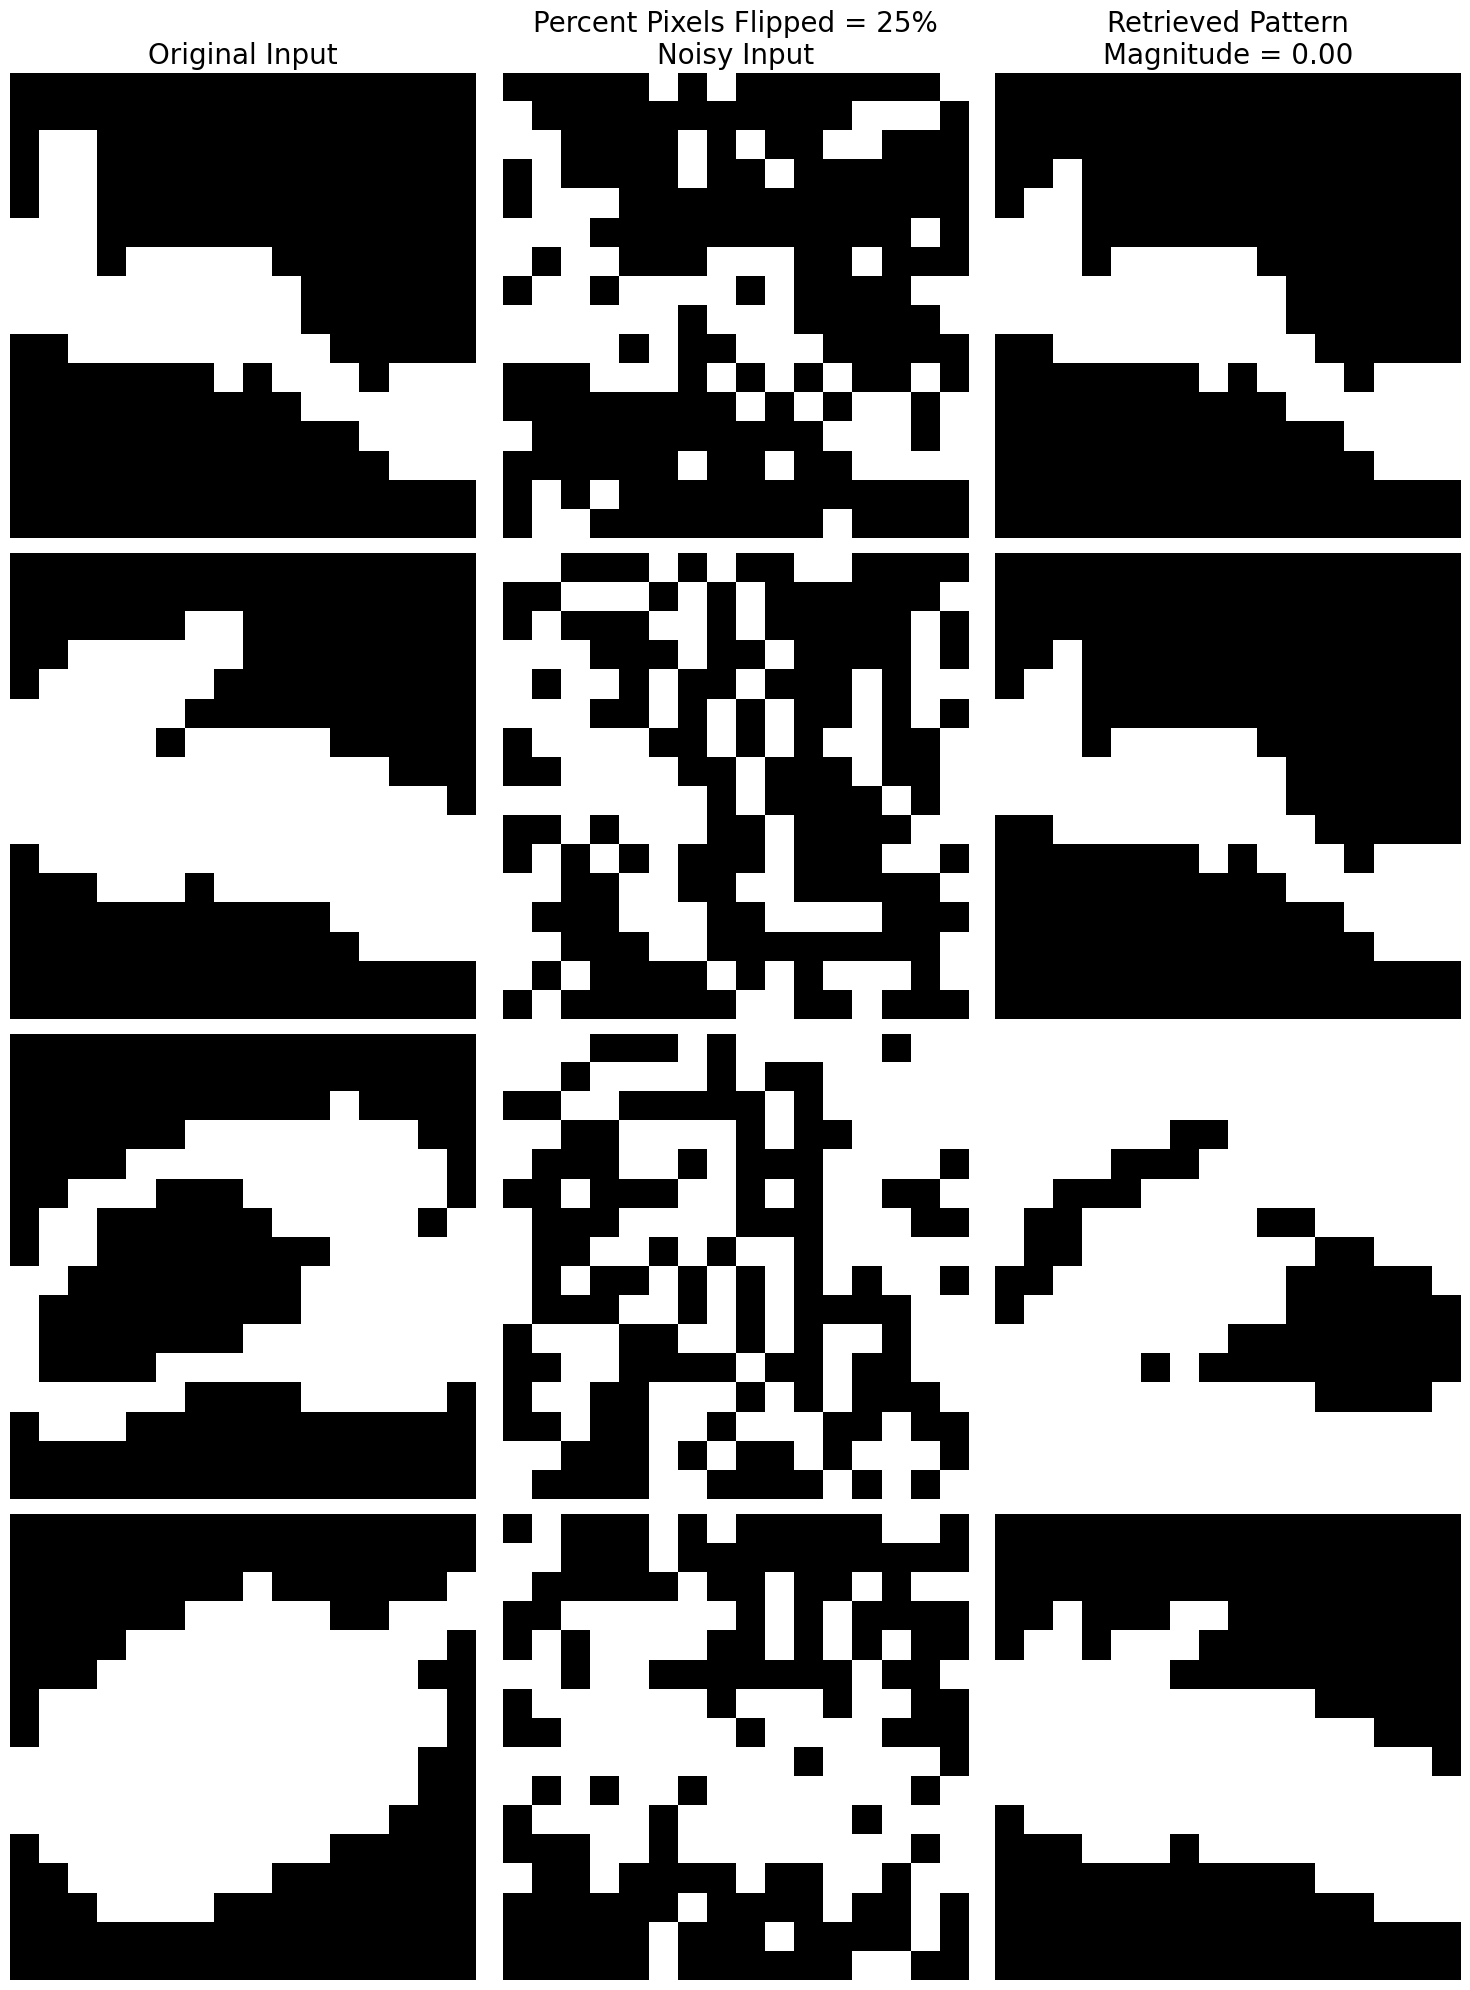 Original Input
Percent Pixels Flipped = 25%
Noisy Input
Retrieved Pattern
Magnitude = 0.00